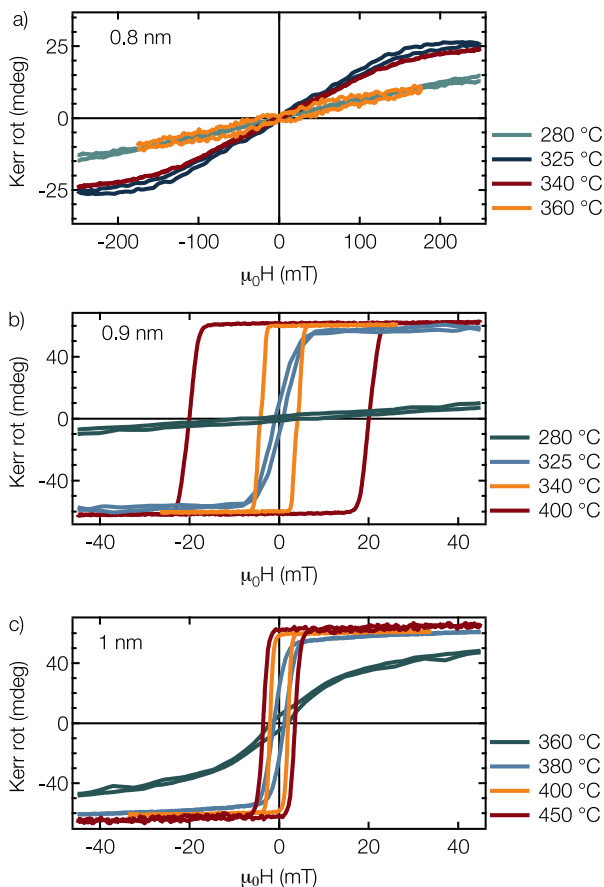 a)
0.8 nm
Kerr rot (mdeg)
25
0
-25
-200 -100 0 100 200
μ₀H (mT)
280 °C
325 °C
340 °C
360 °C
b)
0.9 nm
Kerr rot (mdeg)
40
0
-40
-40 -20 0 20 40
μ₀H (mT)
280 °C
325 °C
340 °C
400 °C
c)
1 nm
Kerr rot (mdeg)
40
0
-40
-40 -20 0 20 40
μ₀H (mT)
360 °C
380 °C
400 °C
450 °C